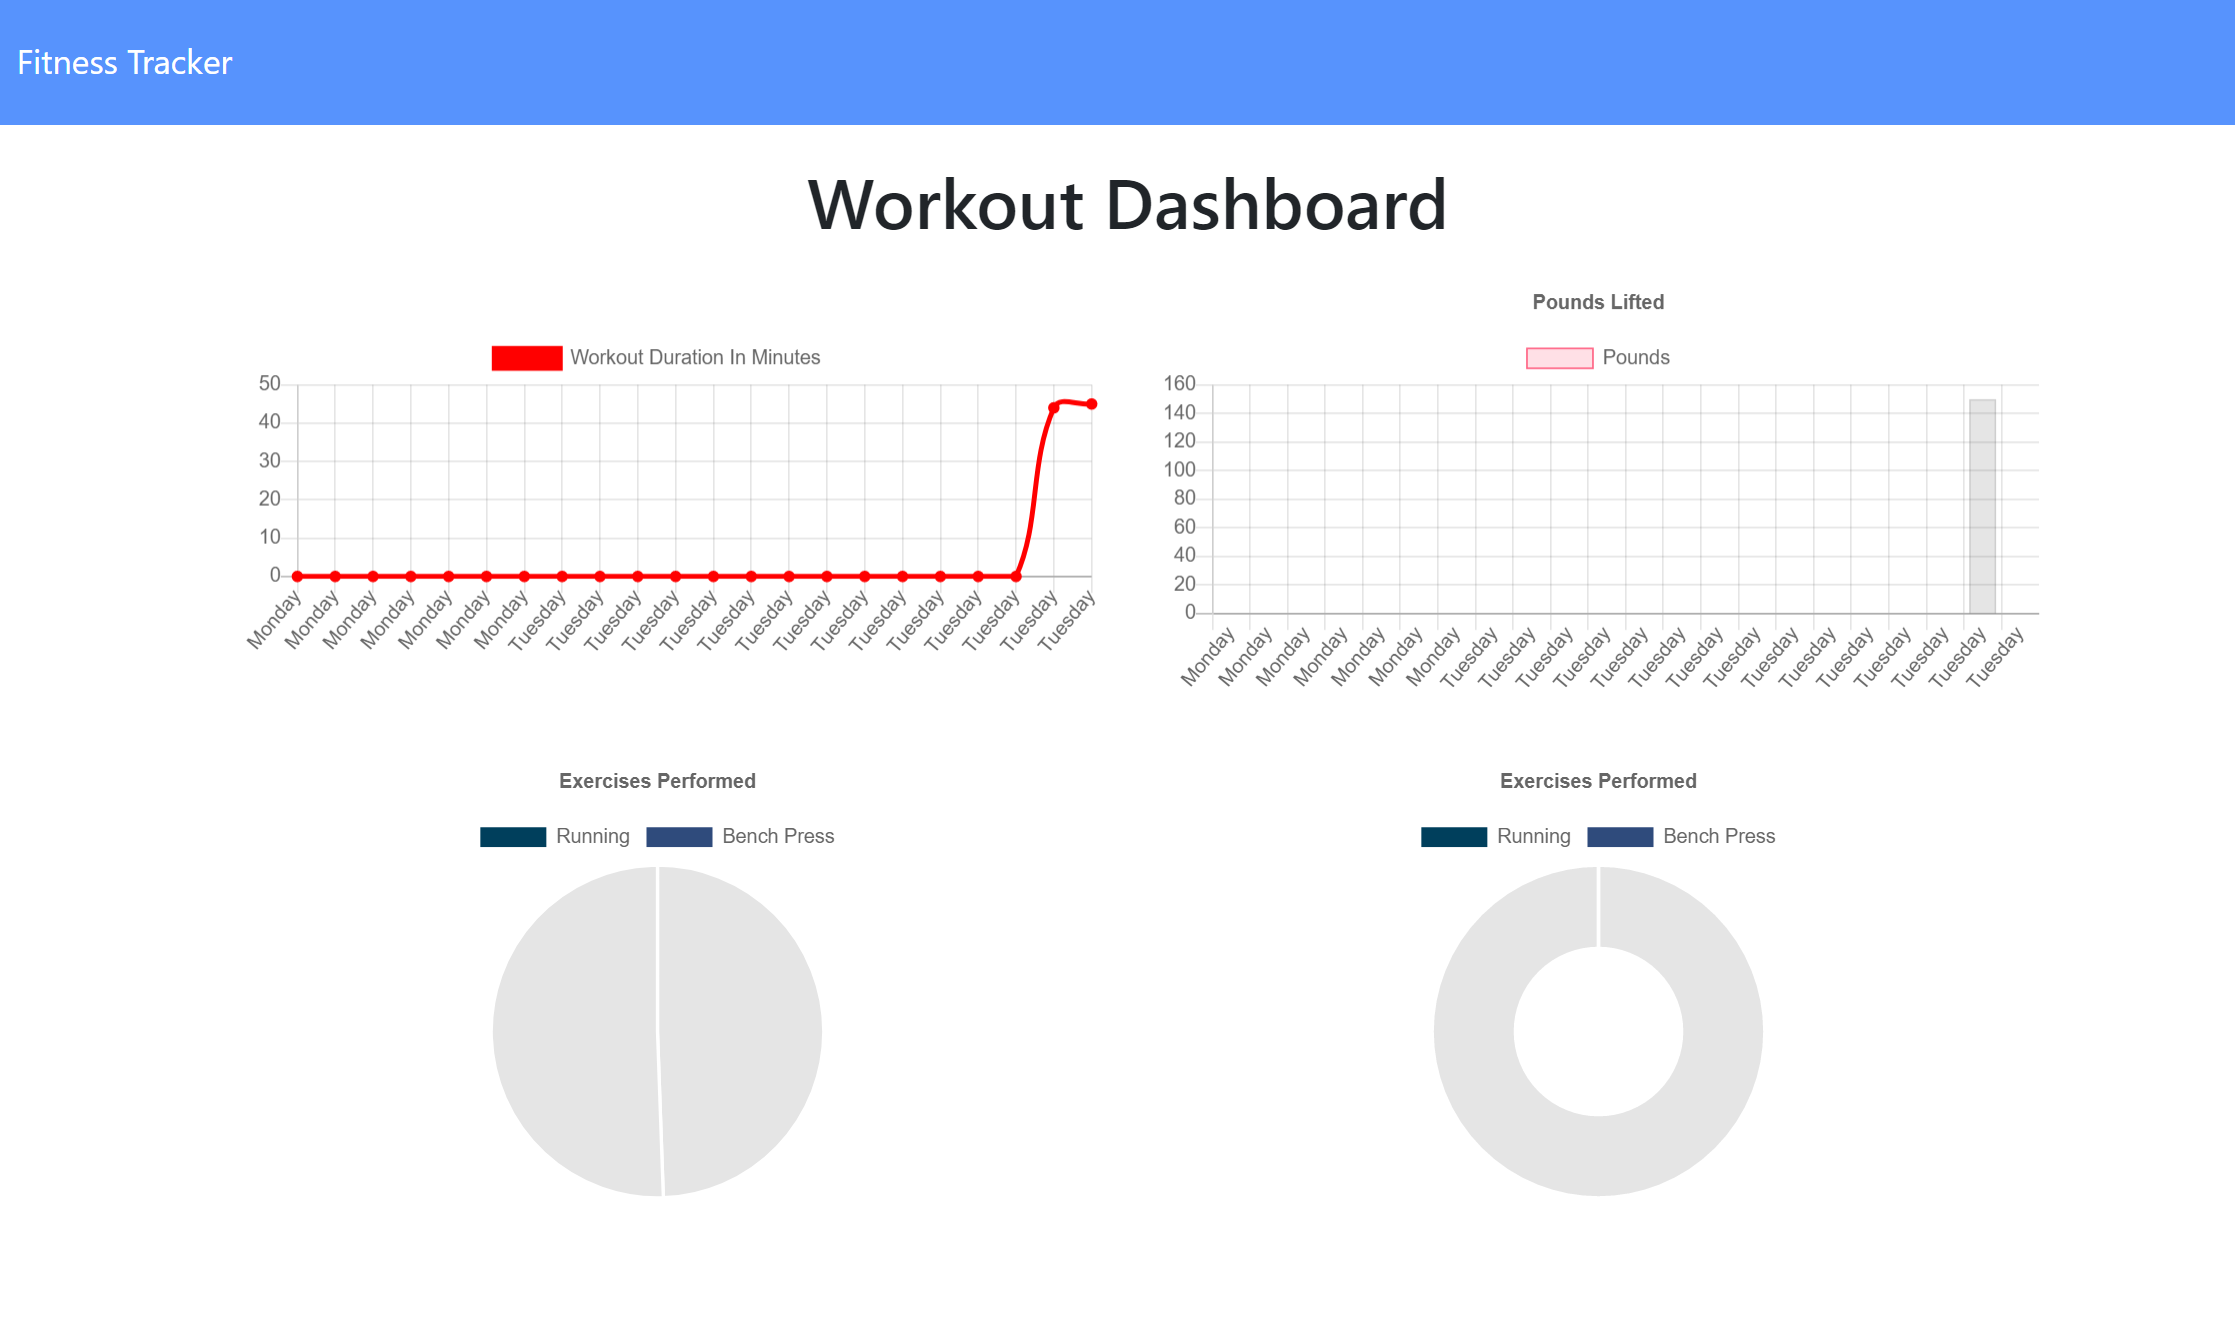 Fitness Tracker
Workout Dashboard
Workout Duration In Minutes
50
40
30
20
10
0
Monday Monday Monday Monday Monday Monday Monday Tuesday Tuesday Tuesday Tuesday Tuesday Tuesday Tuesday Tuesday Tuesday Tuesday Tuesday Tuesday Tuesday Tuesday Tuesday
Pounds Lifted
Pounds
160
140
120
100
80
60
40
20
0
Monday Monday Monday Monday Monday Monday Monday Tuesday Tuesday Tuesday Tuesday Tuesday Tuesday Tuesday Tuesday Tuesday Tuesday Tuesday Tuesday Tuesday Tuesday Tuesday
Exercises Performed
Running Bench Press
Exercises Performed
Running Bench Press